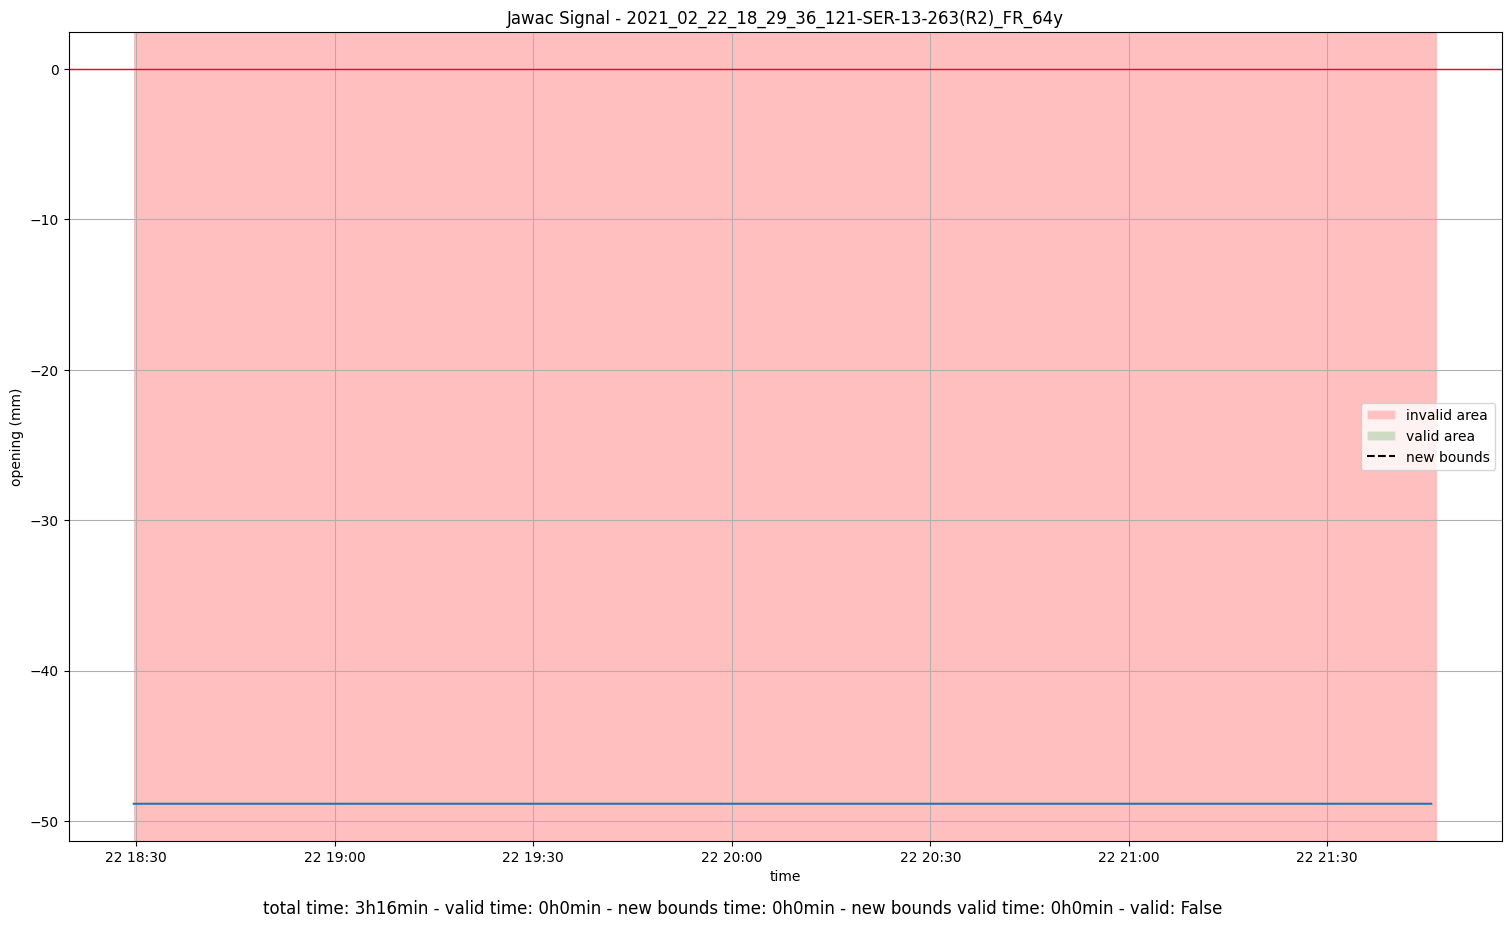 Jawac Signal - 2021_02_22_18_29_36_121-SER-13-263(R2)_FR_64y
0
−10
−20
−30
−40
−50
opening (mm)
invalid area
valid area
new bounds
22 18:30 22 19:00 22 19:30 22 20:00 22 20:30 22 21:00 22 21:30
time
total time: 3h16min - valid time: 0h0min - new bounds time: 0h0min - new bounds valid time: 0h0min - valid: False